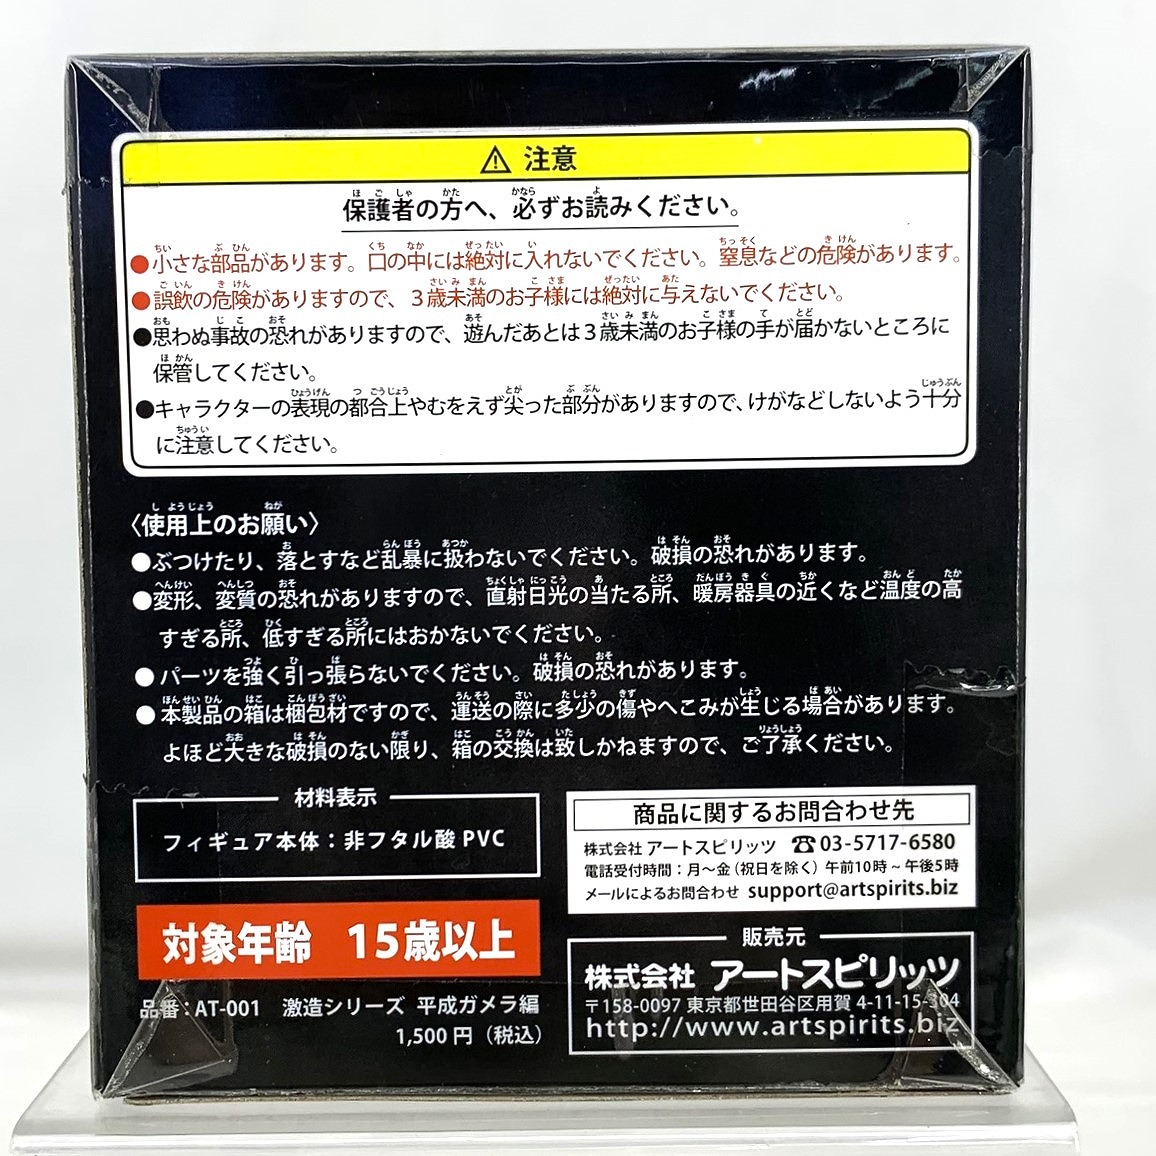 ⚠ 注意
保護者の方へ、必ずお読みください。
●小さな部品があります。口の中には絶対に入れないでください。窒息などの危険があります。
●誤飲の危険がありますので、3歳未満のお子様には絶対に与えないでください。
●思わぬ事故の恐れがありますので、遊んだあとは3歳未満のお子様の手が届かないところに
保管してください。
●キャラクターの表現の都合上やむをえず尖った部分がありますので、けがなどしないよう十分
に注意してください。
〈使用上のお願い〉
●ぶつけたり、落とすなど乱暴に扱わないでください。破損の恐れがあります。
●変形、変質の恐れがありますので、直射日光の当たる所、暖房器具の近くなど温度の高
すぎる所、低すぎる所にはおかないでください。
●パーツを強く引っ張らないでください。破損の恐れがあります。
●本製品の箱は梱包材ですので、運送の際に多少の傷やへこみが生じる場合があります。
よほど大きな破損のない限り、箱の交換は致しかねますので、ご了承ください。
材料表示
フィギュア本体：非フタル酸 PVC
対象年齢　15歳以上
品番：AT-001　激造シリーズ 平成ガメラ編
1,500円（税込）
商品に関するお問合わせ先
株式会社 アートスピリッツ ☎03-5717-6580
電話受付時間：月〜金（祝日を除く）午前10時〜午後5時
メールによるお問合わせ support@artspirits.biz
販売元
株式会社 アートスピリッツ
〒158-0097 東京都世田谷区用賀 4-11-15-304
http://www.artspirits.biz